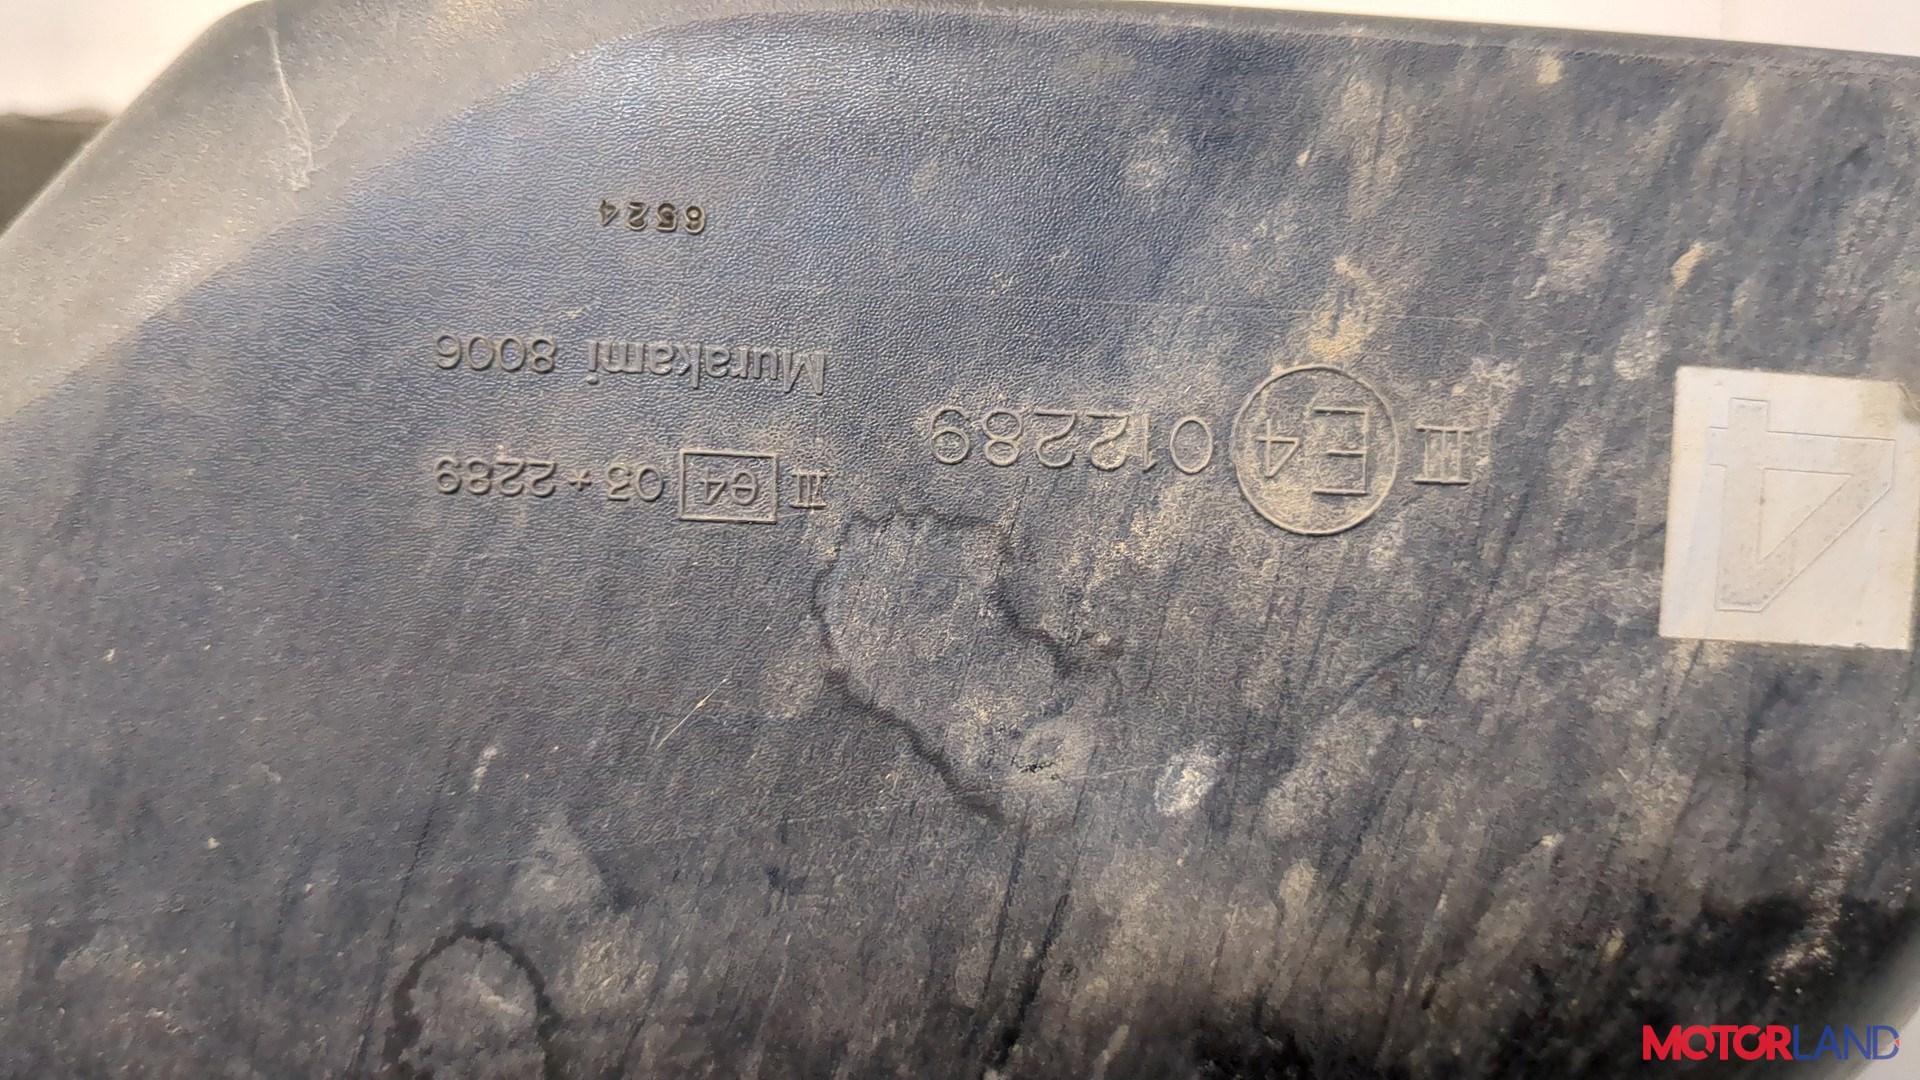 4
III E4 012289
III e4 03*2289
Murakami 8006
6524
MOTORLAND